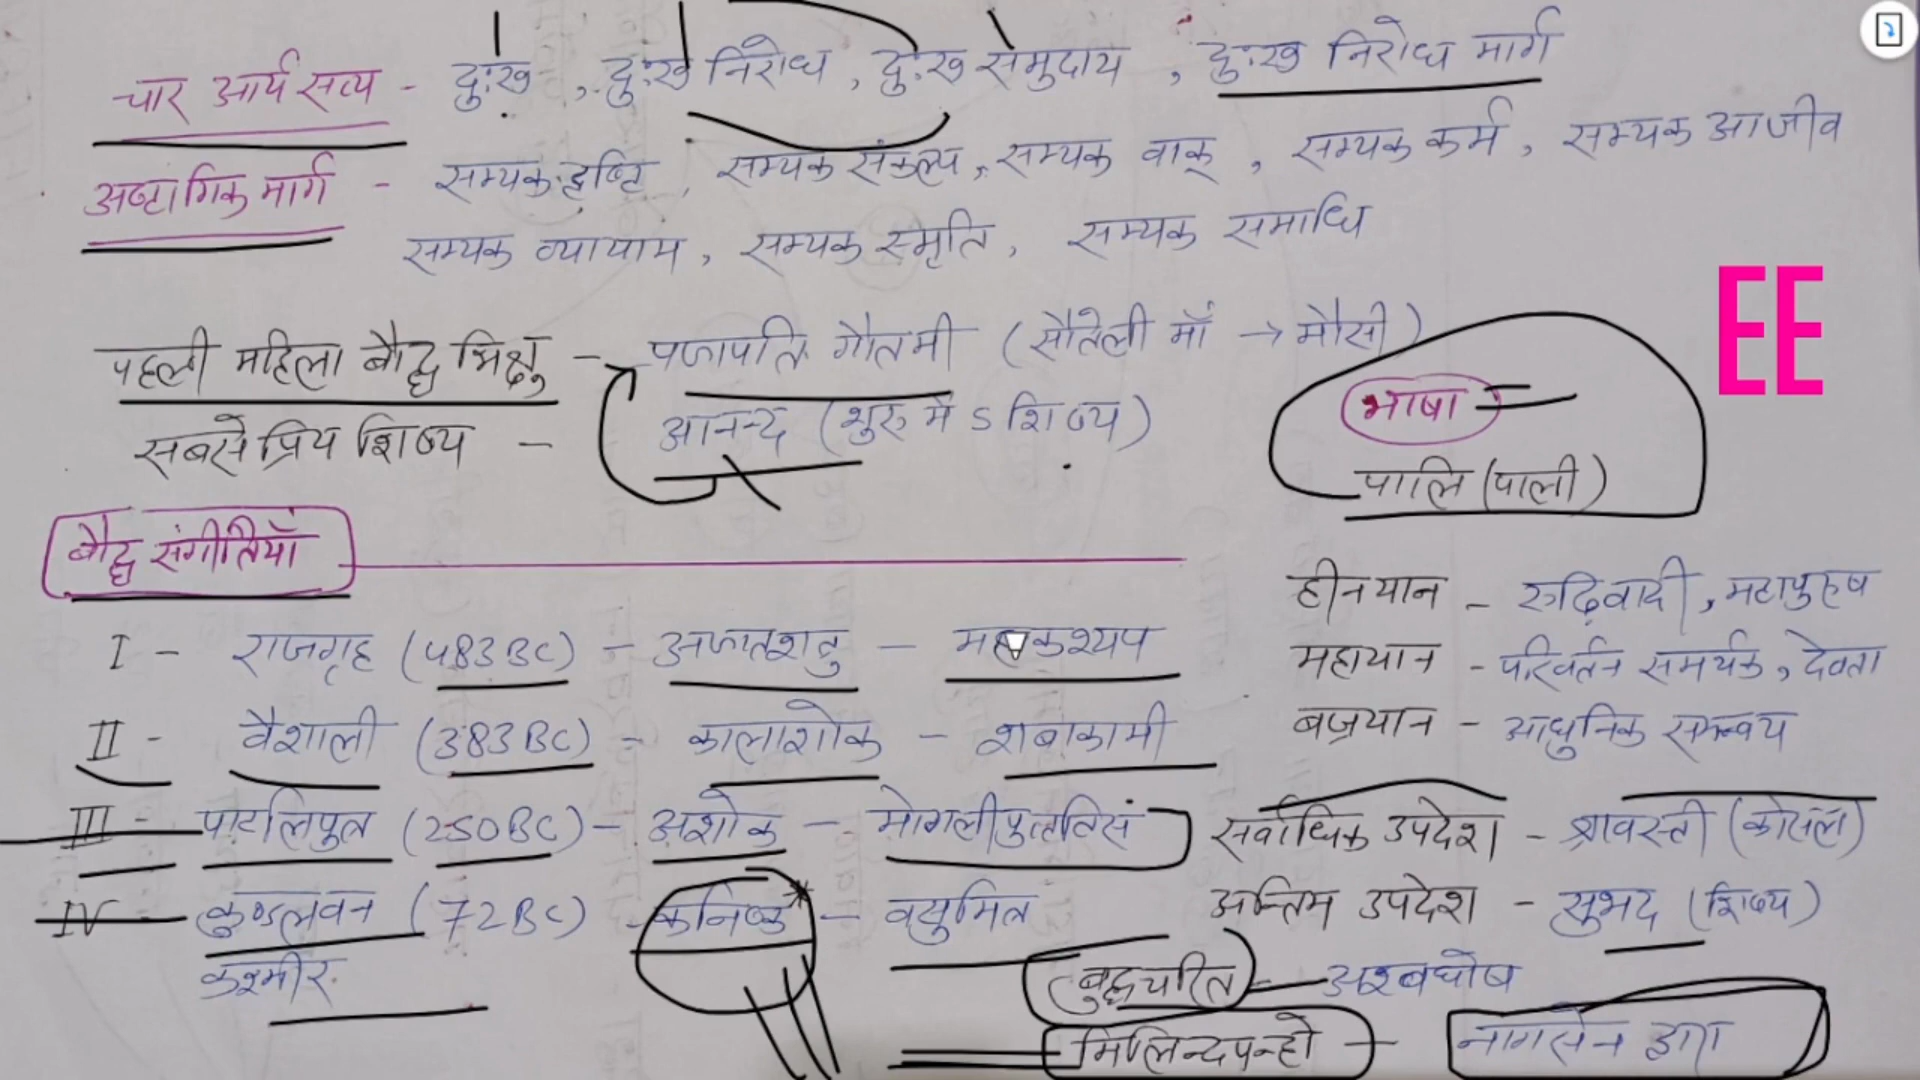 चार आर्य सत्य - दुःख, दुःख निरोध, दुःख समुदाय, दुःख निरोध मार्ग
अष्टागिक मार्ग - सम्यक दृष्टि, सम्यक संकल्प, सम्यक वाक्, सम्यक कर्म, सम्यक आजीव
सम्यक व्यायाम, सम्यक स्मृति, सम्यक समाधि
EE
पहली महिला बौद्ध भिक्षु - प्रजापति गौतमी (सौतेली माँ → मौसी)
सबसे प्रिय शिष्य - आनन्द (शुरु में 5 शिष्य)
भाषा =
पालि (पाली)
बौद्ध संगीतियाँ
I - राजगृह (483 BC) - अजातशत्रु - महाकश्यप
II - वैशाली (383 BC) - कालाशोक - शबाकामी
III - पाटलिपुत्र (250 BC) - अशोक - मोगलीपुत्ततिस
IV - कुण्डलवन (72 BC) - कनिष्क* - वसुमित्र
कश्मीर
हीनयान - रुढ़िवादी, महापुरुष
महायान - परिवर्तन समर्थक, देवता
बज्रयान - आधुनिक समन्वय
सर्वाधिक उपदेश - श्रावस्ती (कोसल)
अन्तिम उपदेश - सुभद (शिष्य)
बुद्धचरित - अश्वघोष
मिलिन्दपन्हो - नागसेन द्वारा